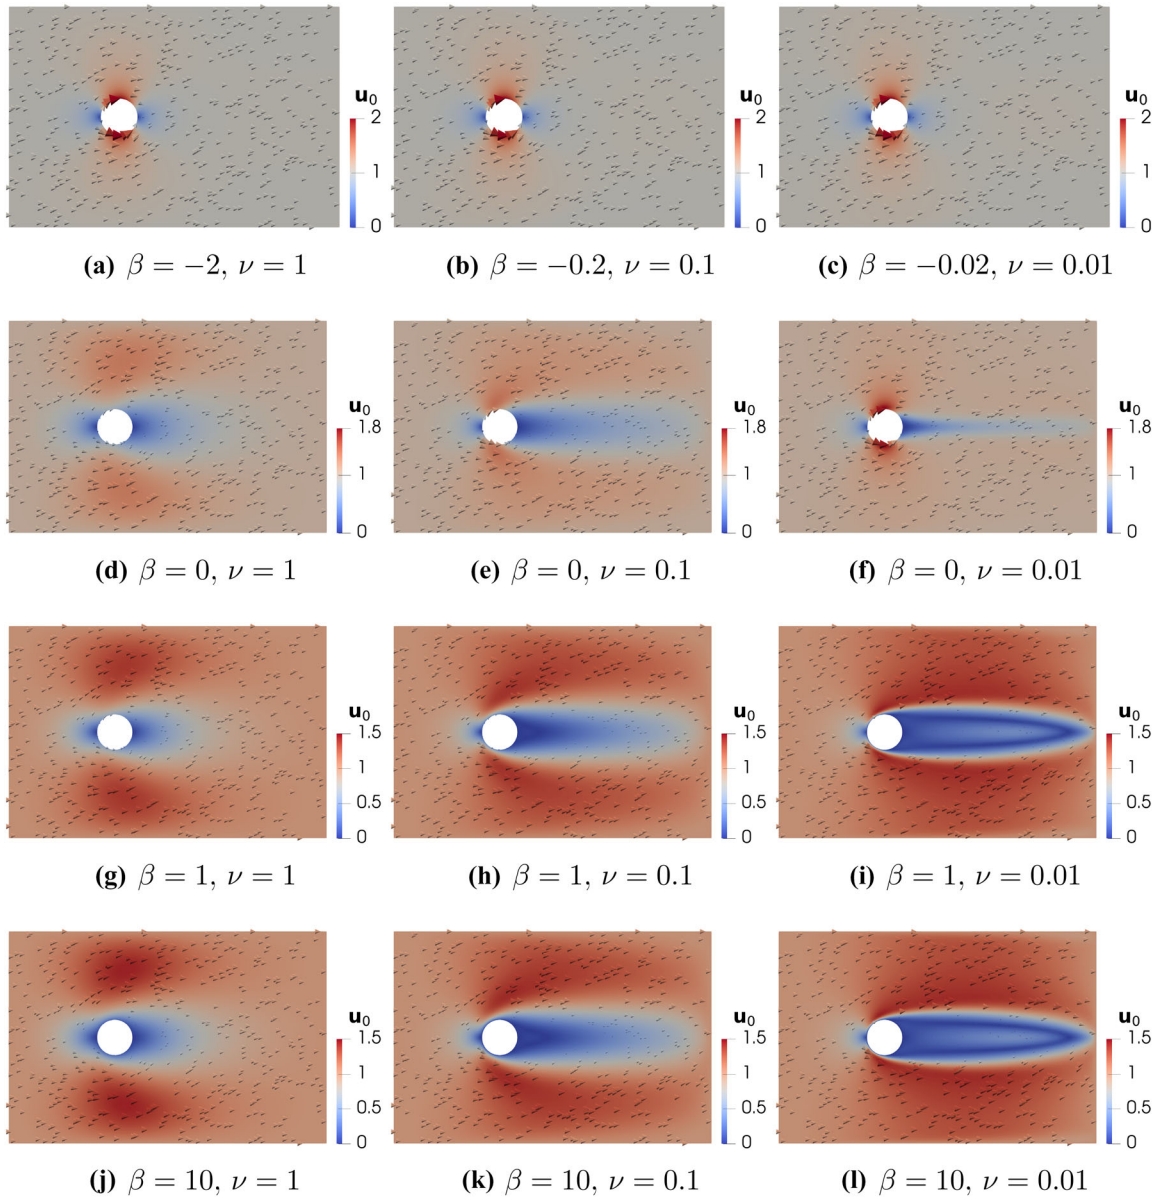 u₀ u₀ u₀
2 2 2
1 1 1
0 0 0
(a) β = −2, ν = 1 (b) β = −0.2, ν = 0.1 (c) β = −0.02, ν = 0.01
u₀ u₀ u₀
1.8 1.8 1.8
1 1 1
0 0 0
(d) β = 0, ν = 1 (e) β = 0, ν = 0.1 (f) β = 0, ν = 0.01
u₀ u₀ u₀
1.5 1.5 1.5
1 1 1
0.5 0.5 0.5
0 0 0
(g) β = 1, ν = 1 (h) β = 1, ν = 0.1 (i) β = 1, ν = 0.01
u₀ u₀ u₀
1.5 1.5 1.5
1 1 1
0.5 0.5 0.5
0 0 0
(j) β = 10, ν = 1 (k) β = 10, ν = 0.1 (l) β = 10, ν = 0.01